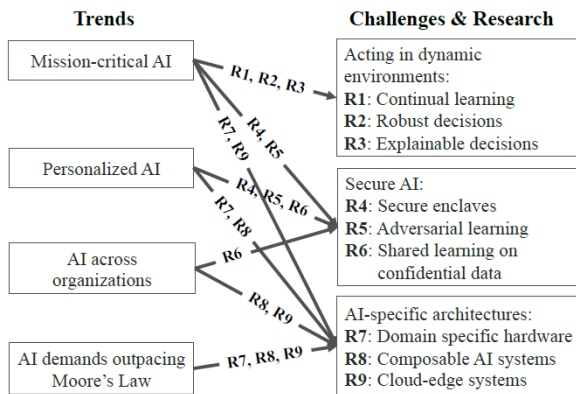 Trends
Challenges & Research
Mission-critical AI
Personalized AI
AI across
organizations
AI demands outpacing
Moore's Law
R1, R2, R3
R4, R5
R7, R9
R4, R5, R6
R7, R8
R6
R8, R9
R7, R8, R9
Acting in dynamic
environments:
R1: Continual learning
R2: Robust decisions
R3: Explainable decisions
Secure AI:
R4: Secure enclaves
R5: Adversarial learning
R6: Shared learning on
confidential data
AI-specific architectures:
R7: Domain specific hardware
R8: Composable AI systems
R9: Cloud-edge systems